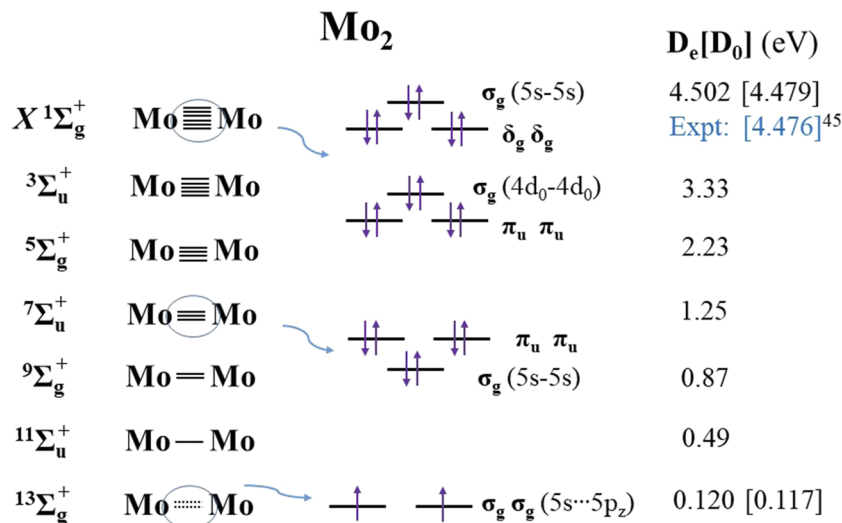 Mo₂
Dₑ[D₀] (eV)
X ¹Σg⁺ Mo Mo σg (5s-5s) 4.502 [4.479]
δg δg Expt: [4.476]⁴⁵
³Σu⁺ Mo Mo σg (4d₀-4d₀) 3.33
πu πu
⁵Σg⁺ Mo Mo 2.23
⁷Σu⁺ Mo Mo 1.25
πu πu
⁹Σg⁺ Mo Mo σg (5s-5s) 0.87
¹¹Σu⁺ Mo Mo 0.49
¹³Σg⁺ Mo Mo σg σg (5s···5pz) 0.120 [0.117]